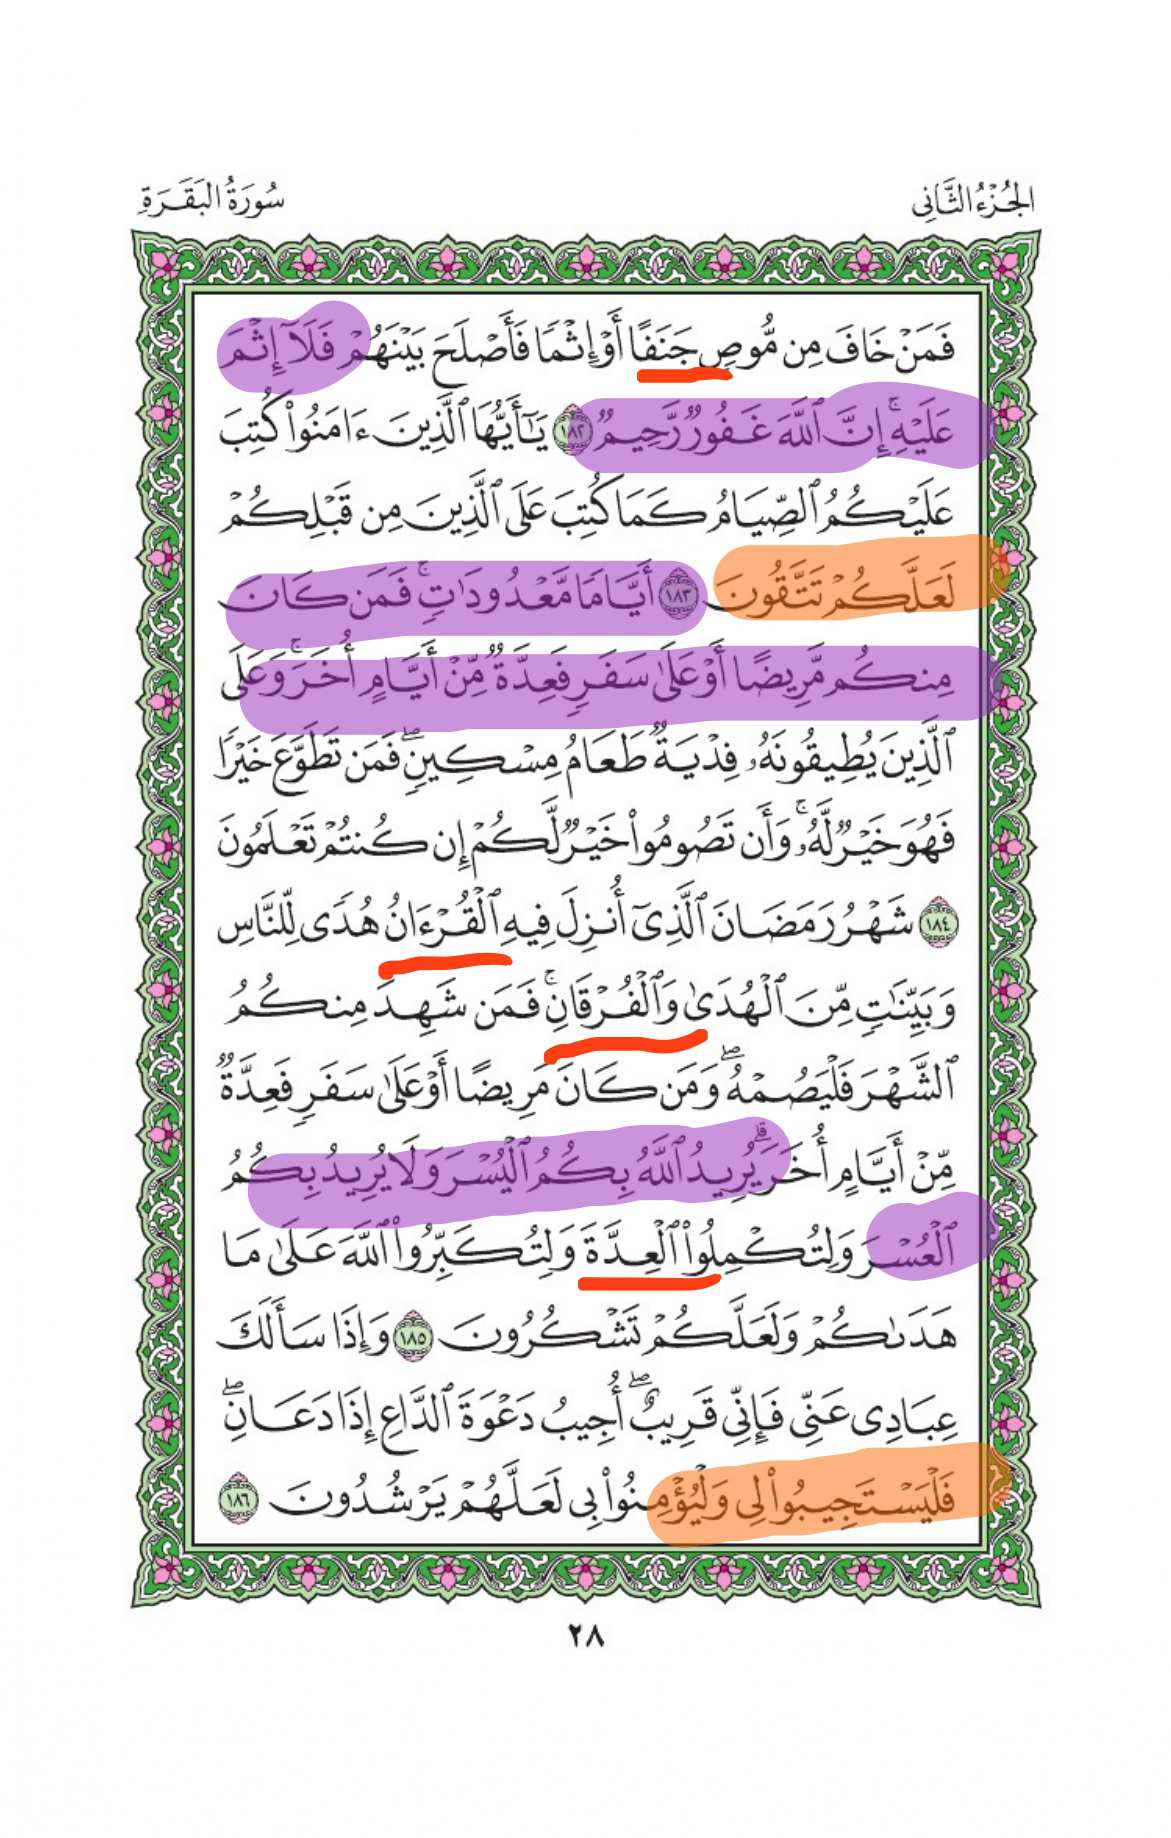 الجُزْءُ الثَّانِي
سُورَةُ البَقَرَةِ
فَمَنْ خَافَ مِن مُّوصٖ جَنَفًا أَوۡ إِثۡمٗا فَأَصۡلَحَ بَيۡنَهُمۡ فَلَآ إِثۡمَ
عَلَيۡهِۚ إِنَّ ٱللَّهَ غَفُورٞ رَّحِيمٞ ١٨٢ يَٰٓأَيُّهَا ٱلَّذِينَ ءَامَنُواْ كُتِبَ
عَلَيۡكُمُ ٱلصِّيَامُ كَمَا كُتِبَ عَلَى ٱلَّذِينَ مِن قَبۡلِكُمۡ
لَعَلَّكُمۡ تَتَّقُونَ ١٨٣ أَيَّامٗا مَّعۡدُودَٰتٖۚ فَمَن كَانَ
مِنكُم مَّرِيضًا أَوۡ عَلَىٰ سَفَرٖ فَعِدَّةٞ مِّنۡ أَيَّامٍ أُخَرَۚ وَعَلَى
ٱلَّذِينَ يُطِيقُونَهُۥ فِدۡيَةٞ طَعَامُ مِسۡكِينٖۖ فَمَن تَطَوَّعَ خَيۡرٗا
فَهُوَ خَيۡرٞ لَّهُۥۚ وَأَن تَصُومُواْ خَيۡرٞ لَّكُمۡ إِن كُنتُمۡ تَعۡلَمُونَ
١٨٤ شَهۡرُ رَمَضَانَ ٱلَّذِيٓ أُنزِلَ فِيهِ ٱلۡقُرۡءَانُ هُدٗى لِّلنَّاسِ
وَبَيِّنَٰتٖ مِّنَ ٱلۡهُدَىٰ وَٱلۡفُرۡقَانِۚ فَمَن شَهِدَ مِنكُمُ
ٱلشَّهۡرَ فَلۡيَصُمۡهُۖ وَمَن كَانَ مَرِيضًا أَوۡ عَلَىٰ سَفَرٖ فَعِدَّةٞ
مِّنۡ أَيَّامٍ أُخَرَۗ يُرِيدُ ٱللَّهُ بِكُمُ ٱلۡيُسۡرَ وَلَا يُرِيدُ بِكُمُ
ٱلۡعُسۡرَ وَلِتُكۡمِلُواْ ٱلۡعِدَّةَ وَلِتُكَبِّرُواْ ٱللَّهَ عَلَىٰ مَا
هَدَىٰكُمۡ وَلَعَلَّكُمۡ تَشۡكُرُونَ ١٨٥ وَإِذَا سَأَلَكَ
عِبَادِي عَنِّي فَإِنِّي قَرِيبٌۖ أُجِيبُ دَعۡوَةَ ٱلدَّاعِ إِذَا دَعَانِۖ
فَلۡيَسۡتَجِيبُواْ لِي وَلۡيُؤۡمِنُواْ بِي لَعَلَّهُمۡ يَرۡشُدُونَ ١٨٦
٢٨